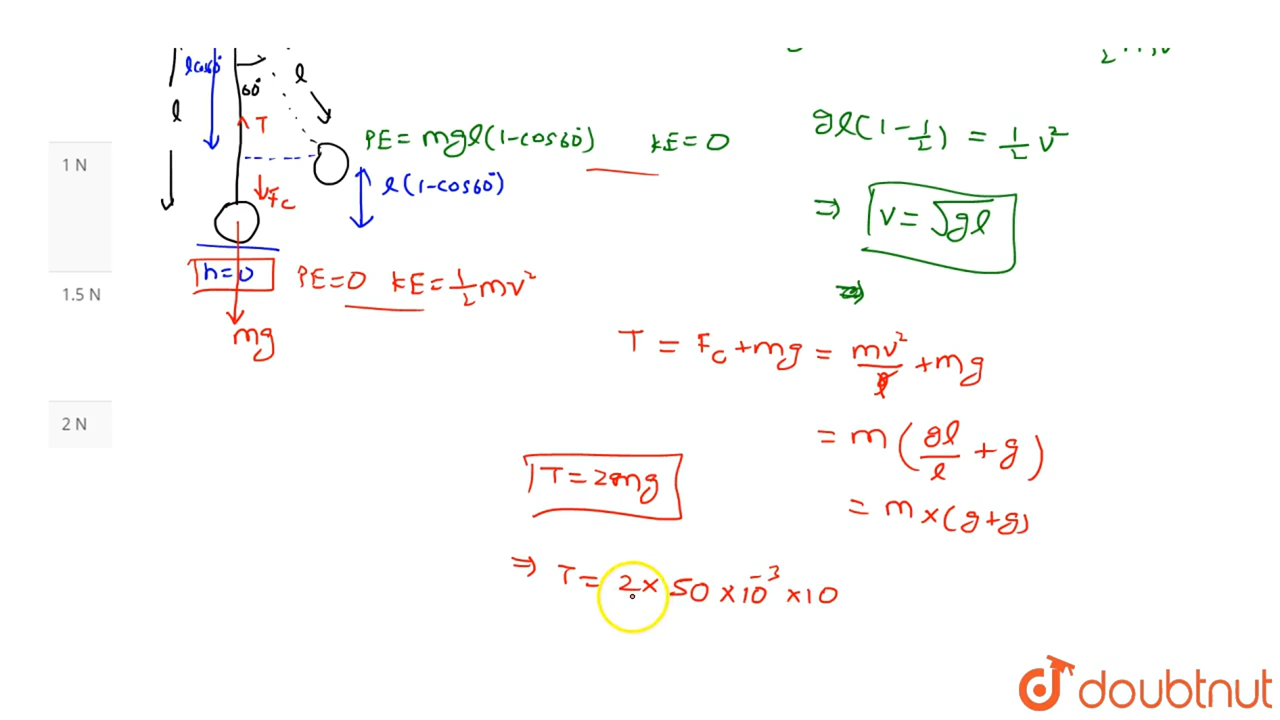 lcos60°
l
60°
l
T
PE = mgl(1-cos60°) KE = 0
gl(1 - 1/2) = 1/2 v²
1 N
Fc
l(1-cos60°)
⇒ v = √gl
h=0 PE=0 KE = 1/2 mv²
1.5 N
mg
T = Fc + mg = mv²/l + mg
2 N
= m (gl/l + g)
T = 2mg
= m × (g+g)
⇒ T = 2 × 50 × 10⁻³ × 10
doubtnut